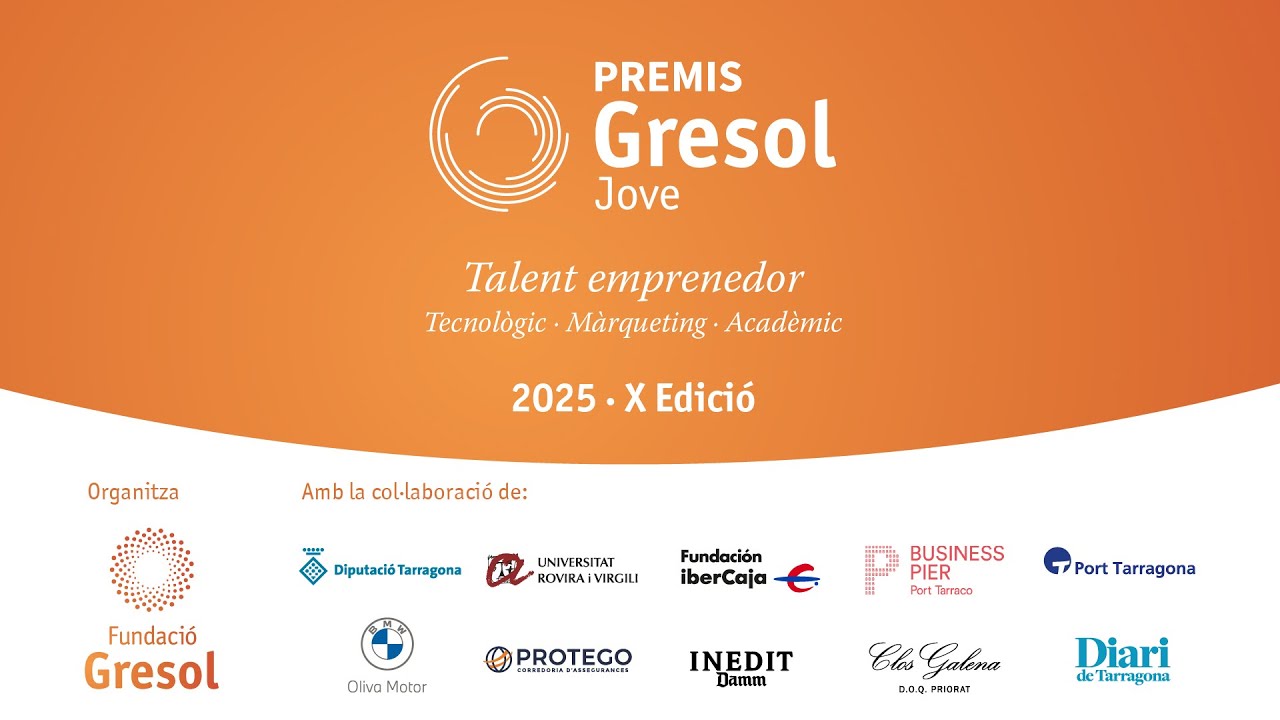 PREMIS
Gresol
Jove
Talent emprenedor
Tecnològic · Màrqueting · Acadèmic
2025 · X Edició
Organitza
Fundació
Gresol
Amb la col·laboració de:
Diputació Tarragona
UNIVERSITAT
ROVIRA i VIRGILI
Fundación
iberCaja
BUSINESS
PIER
Port Tarraco
Port Tarragona
BMW
Oliva Motor
PROTEGO
CORREDORIA D'ASSEGURANCES
INEDIT
Damm
Clos Galena
D.O.Q. PRIORAT
Diari
de Tarragona